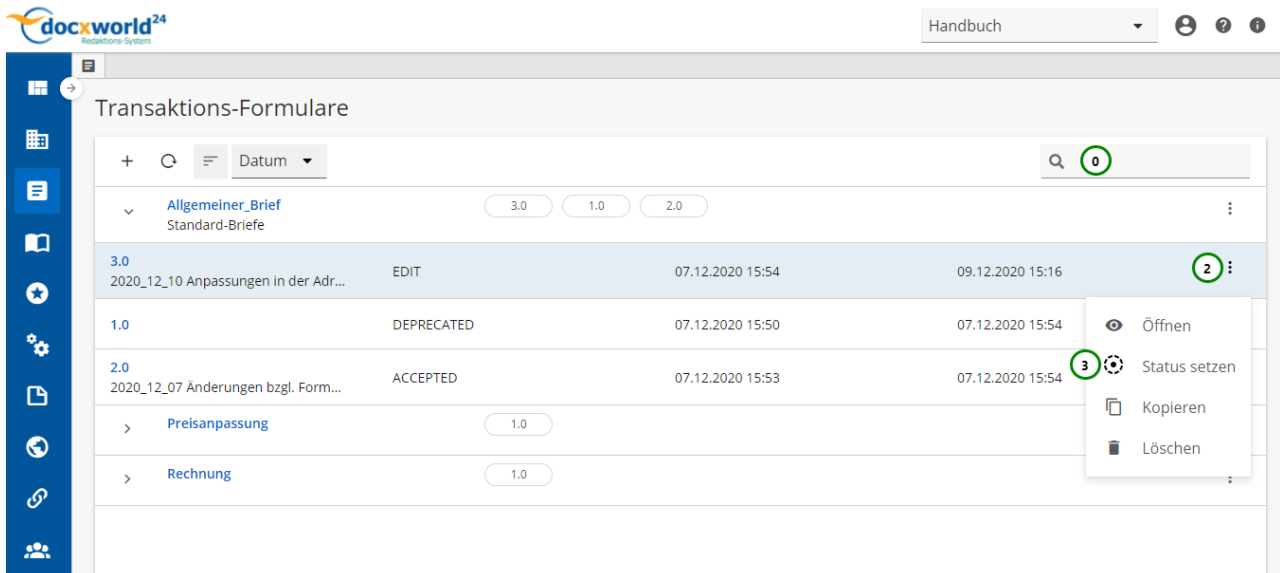 docxworld24
Redaktions-System
Handbuch
Transaktions-Formulare
Datum
0
Allgemeiner_Brief 3.0 1.0 2.0
Standard-Briefe
3.0
2020_12_10 Anpassungen in der Adr... EDIT 07.12.2020 15:54 09.12.2020 15:16 2
1.0 DEPRECATED 07.12.2020 15:50 07.12.2020 15:54
2.0
2020_12_07 Änderungen bzgl. Form... ACCEPTED 07.12.2020 15:53 07.12.2020 15:54
Öffnen
3 Status setzen
Kopieren
Löschen
Preisanpassung 1.0
Rechnung 1.0